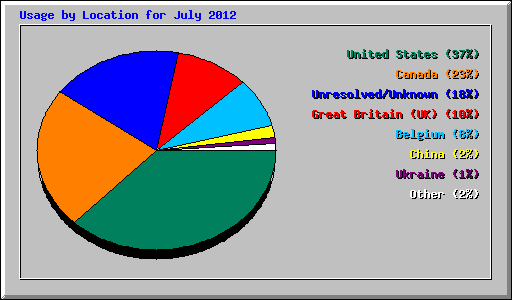 Usage by Location for July 2012
United States (37%)
Canada (23%)
Unresolved/Unknown (18%)
Great Britain (UK) (10%)
Belgium (8%)
China (2%)
Ukraine (1%)
Other (2%)